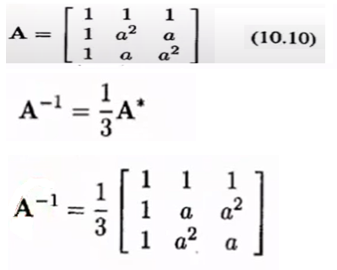 A = [ 1 1 1
1 a² a (10.10)
1 a a² ]
A⁻¹ = 1/3 A*
A⁻¹ = 1/3 [ 1 1 1
1 a a²
1 a² a ]